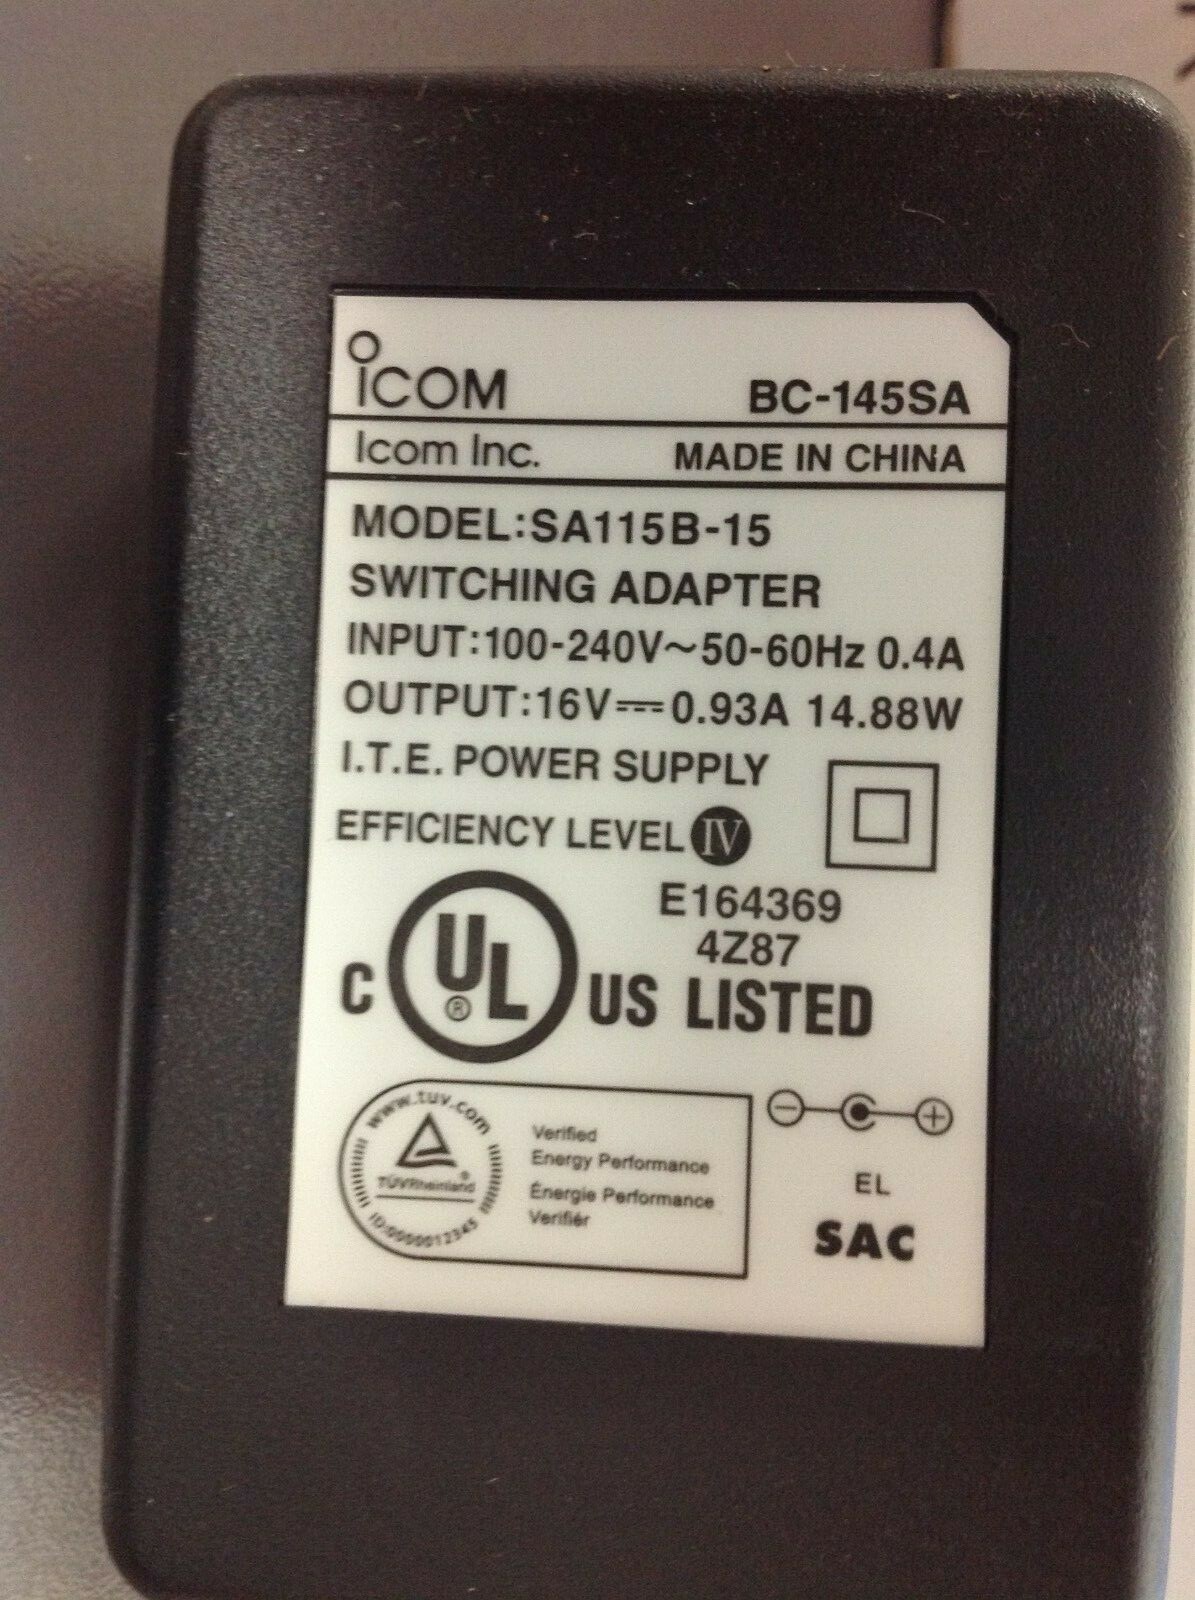 iCOM BC-145SA
Icom Inc. MADE IN CHINA
MODEL:SA115B-15
SWITCHING ADAPTER
INPUT:100-240V~50-60Hz 0.4A
OUTPUT:16V⎓0.93A 14.88W
I.T.E. POWER SUPPLY
EFFICIENCY LEVEL IV
E164369
4Z87
C UL® US LISTED
www.tuv.com
TÜVRheinland®
ID:0000012345
Verified
Energy Performance
Énergie Performance
Verifiér
EL
SAC